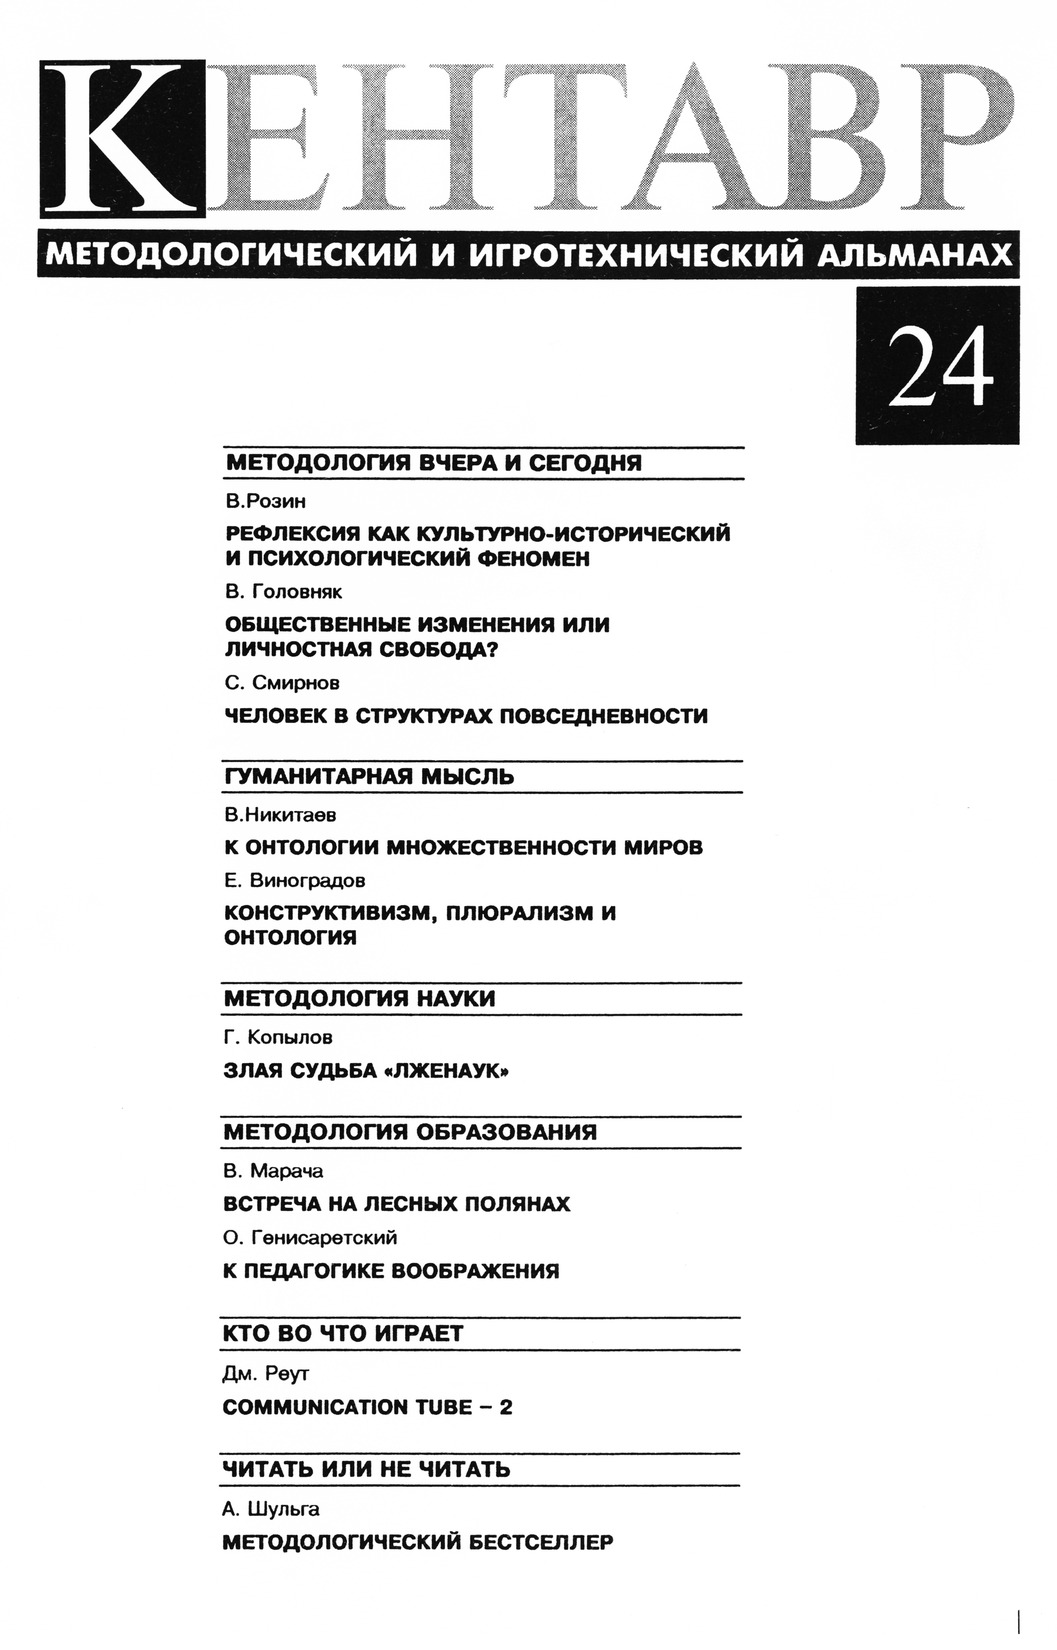 КЕНТАВР
МЕТОДОЛОГИЧЕСКИЙ И ИГРОТЕХНИЧЕСКИЙ АЛЬМАНАХ
24
МЕТОДОЛОГИЯ ВЧЕРА И СЕГОДНЯ
В.Розин
РЕФЛЕКСИЯ КАК КУЛЬТУРНО-ИСТОРИЧЕСКИЙ
И ПСИХОЛОГИЧЕСКИЙ ФЕНОМЕН
В. Головняк
ОБЩЕСТВЕННЫЕ ИЗМЕНЕНИЯ ИЛИ
ЛИЧНОСТНАЯ СВОБОДА?
С. Смирнов
ЧЕЛОВЕК В СТРУКТУРАХ ПОВСЕДНЕВНОСТИ
ГУМАНИТАРНАЯ МЫСЛЬ
В.Никитаев
К ОНТОЛОГИИ МНОЖЕСТВЕННОСТИ МИРОВ
Е. Виноградов
КОНСТРУКТИВИЗМ, ПЛЮРАЛИЗМ И
ОНТОЛОГИЯ
МЕТОДОЛОГИЯ НАУКИ
Г. Копылов
ЗЛАЯ СУДЬБА «ЛЖЕНАУК»
МЕТОДОЛОГИЯ ОБРАЗОВАНИЯ
В. Марача
ВСТРЕЧА НА ЛЕСНЫХ ПОЛЯНАХ
О. Генисаретский
К ПЕДАГОГИКЕ ВООБРАЖЕНИЯ
КТО ВО ЧТО ИГРАЕТ
Дм. Реут
COMMUNICATION TUBE – 2
ЧИТАТЬ ИЛИ НЕ ЧИТАТЬ
А. Шульга
МЕТОДОЛОГИЧЕСКИЙ БЕСТСЕЛЛЕР